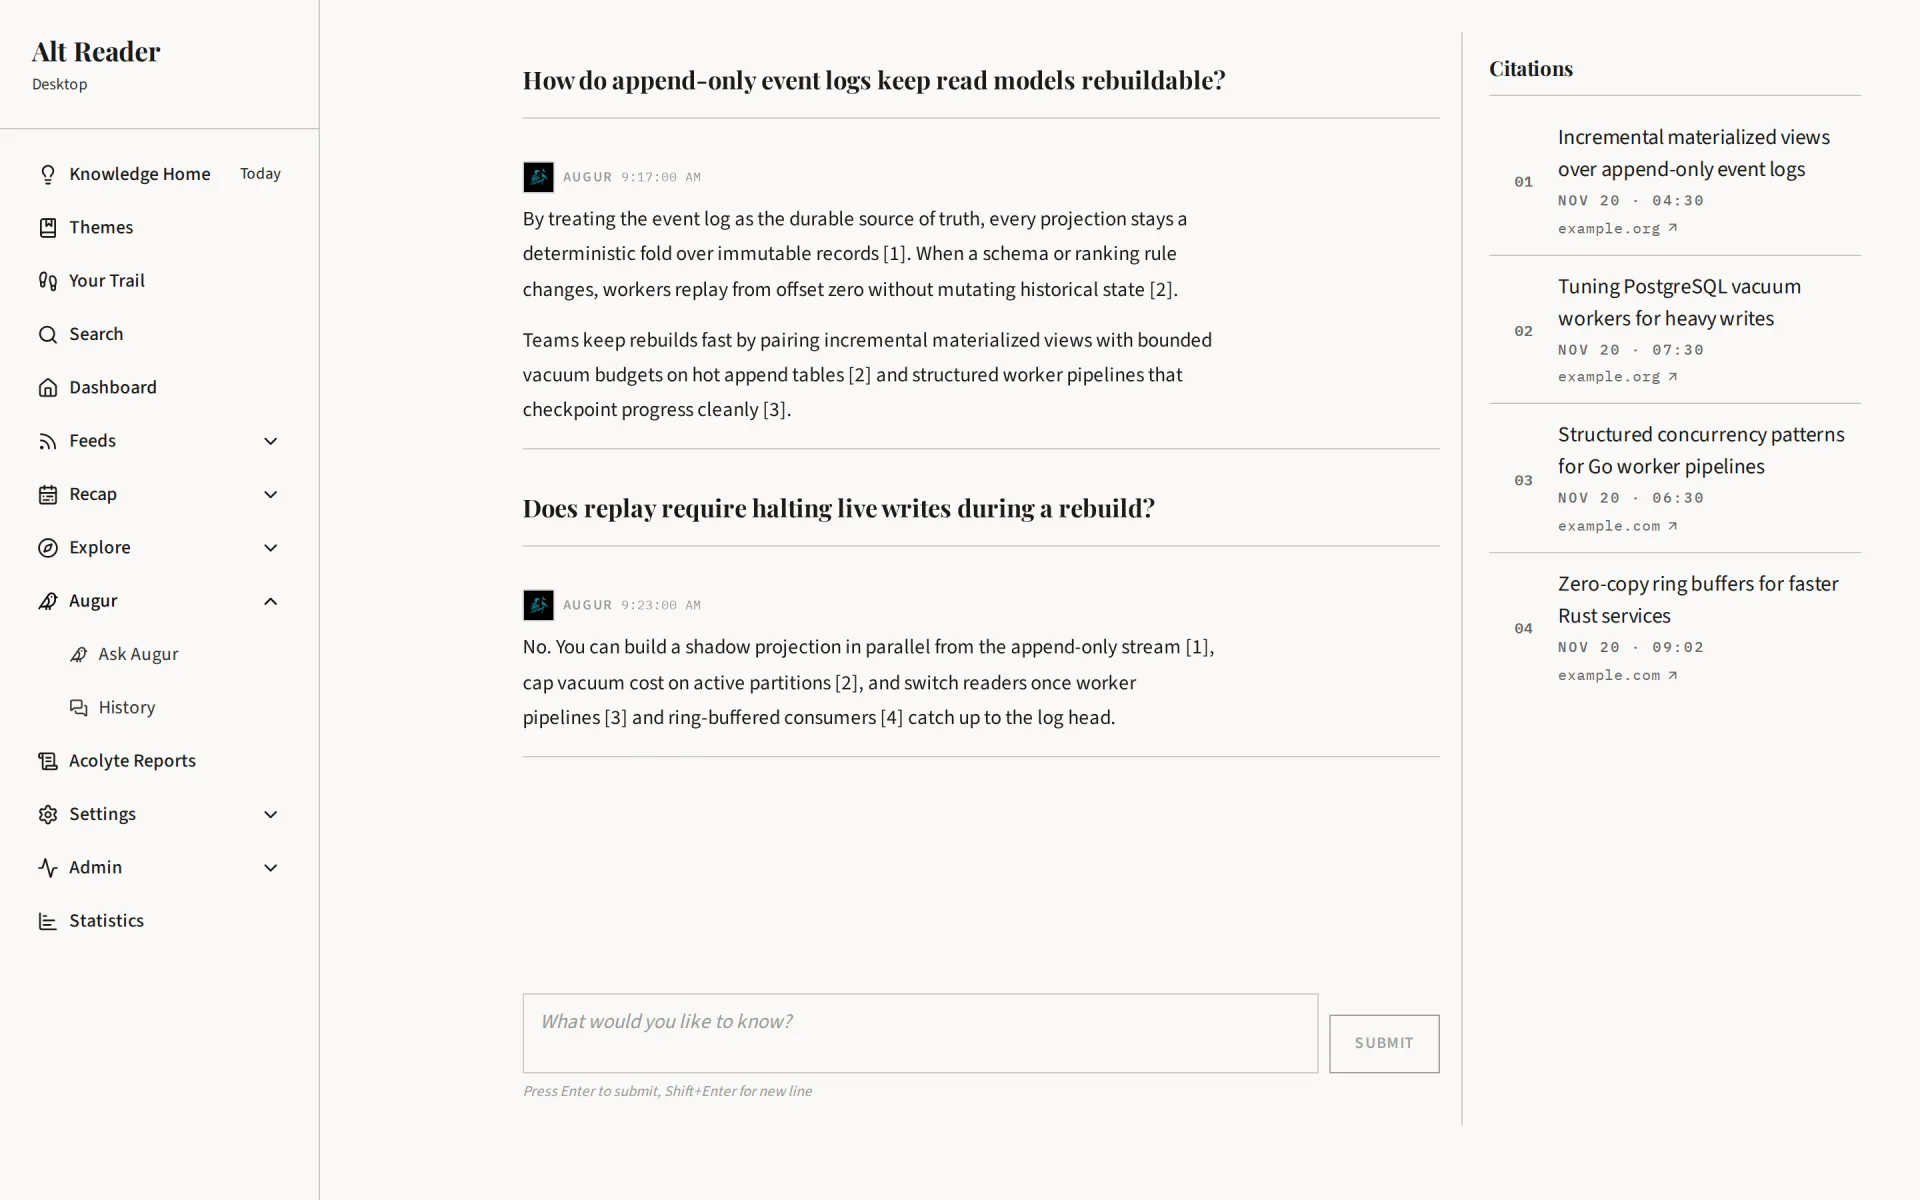 Alt Reader
Desktop
Knowledge Home Today
Themes
Your Trail
Search
Dashboard
Feeds
Recap
Explore
Augur
Ask Augur
History
Acolyte Reports
Settings
Admin
Statistics
How do append-only event logs keep read models rebuildable?
AUGUR 9:17:00 AM
By treating the event log as the durable source of truth, every projection stays a
deterministic fold over immutable records [1]. When a schema or ranking rule
changes, workers replay from offset zero without mutating historical state [2].
Teams keep rebuilds fast by pairing incremental materialized views with bounded
vacuum budgets on hot append tables [2] and structured worker pipelines that
checkpoint progress cleanly [3].
Does replay require halting live writes during a rebuild?
AUGUR 9:23:00 AM
No. You can build a shadow projection in parallel from the append-only stream [1],
cap vacuum cost on active partitions [2], and switch readers once worker
pipelines [3] and ring-buffered consumers [4] catch up to the log head.
What would you like to know?
SUBMIT
Press Enter to submit, Shift+Enter for new line
Citations
01
Incremental materialized views
over append-only event logs
NOV 20 · 04:30
example.org ↗
02
Tuning PostgreSQL vacuum
workers for heavy writes
NOV 20 · 07:30
example.org ↗
03
Structured concurrency patterns
for Go worker pipelines
NOV 20 · 06:30
example.com ↗
04
Zero-copy ring buffers for faster
Rust services
NOV 20 · 09:02
example.com ↗